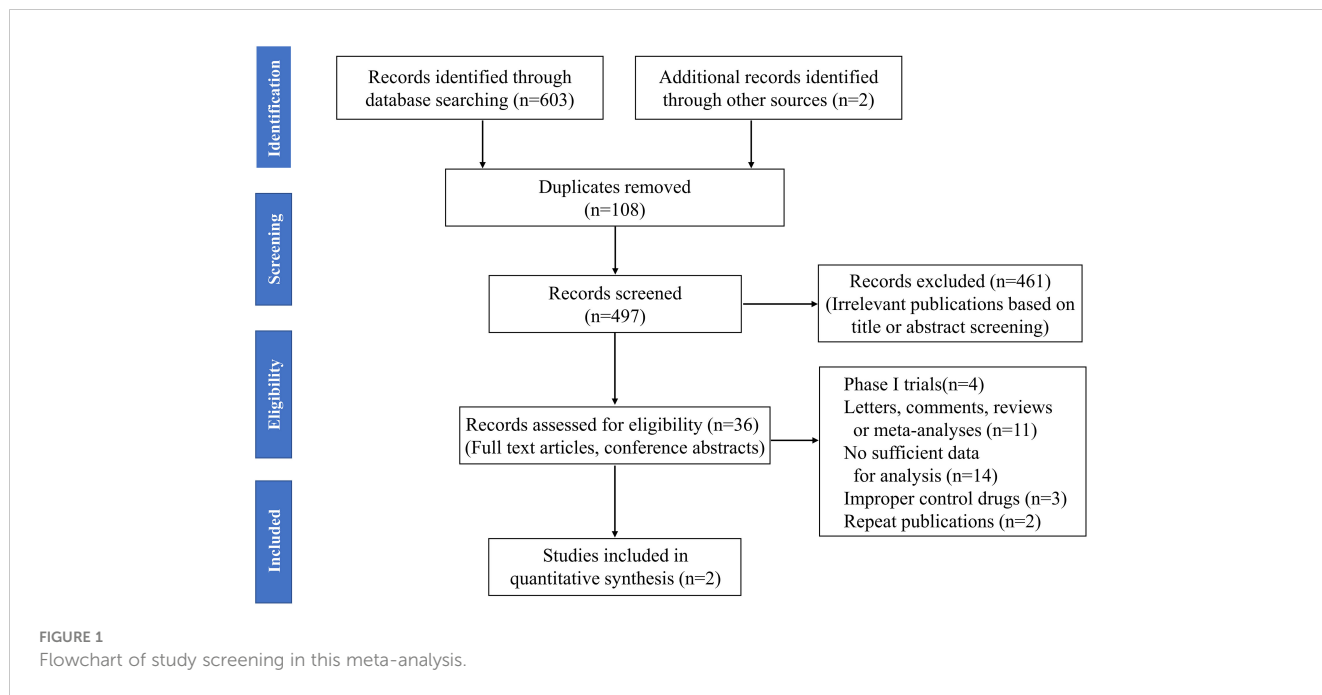 Identification
Records identified through
database searching (n=603)
Additional records identified
through other sources (n=2)
Duplicates removed
(n=108)
Screening
Records screened
(n=497)
Records excluded (n=461)
(Irrelevant publications based on
title or abstract screening)
Eligibility
Records assessed for eligibility (n=36)
(Full text articles, conference abstracts)
Phase I trials(n=4)
Letters, comments, reviews
or meta-analyses (n=11)
No sufficient data
for analysis (n=14)
Improper control drugs (n=3)
Repeat publications (n=2)
Included
Studies included in
quantitative synthesis (n=2)
FIGURE 1
Flowchart of study screening in this meta-analysis.